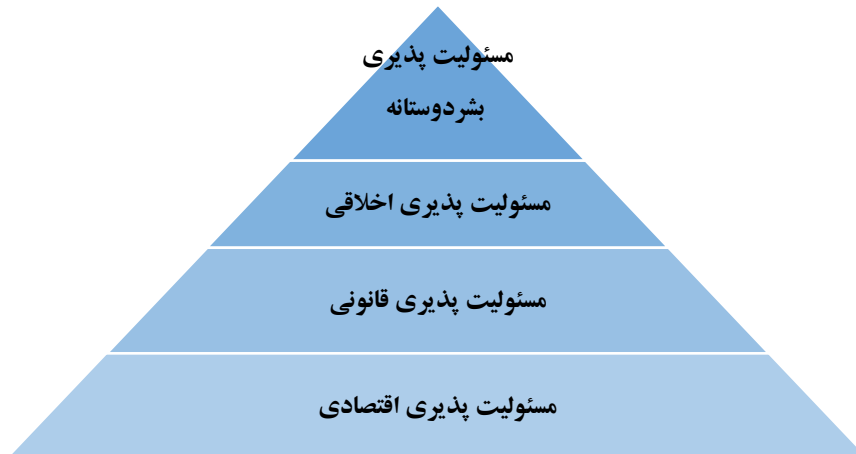 مسئولیت پذیری
بشردوستانه
مسئولیت پذیری اخلاقی
مسئولیت پذیری قانونی
مسئولیت پذیری اقتصادی